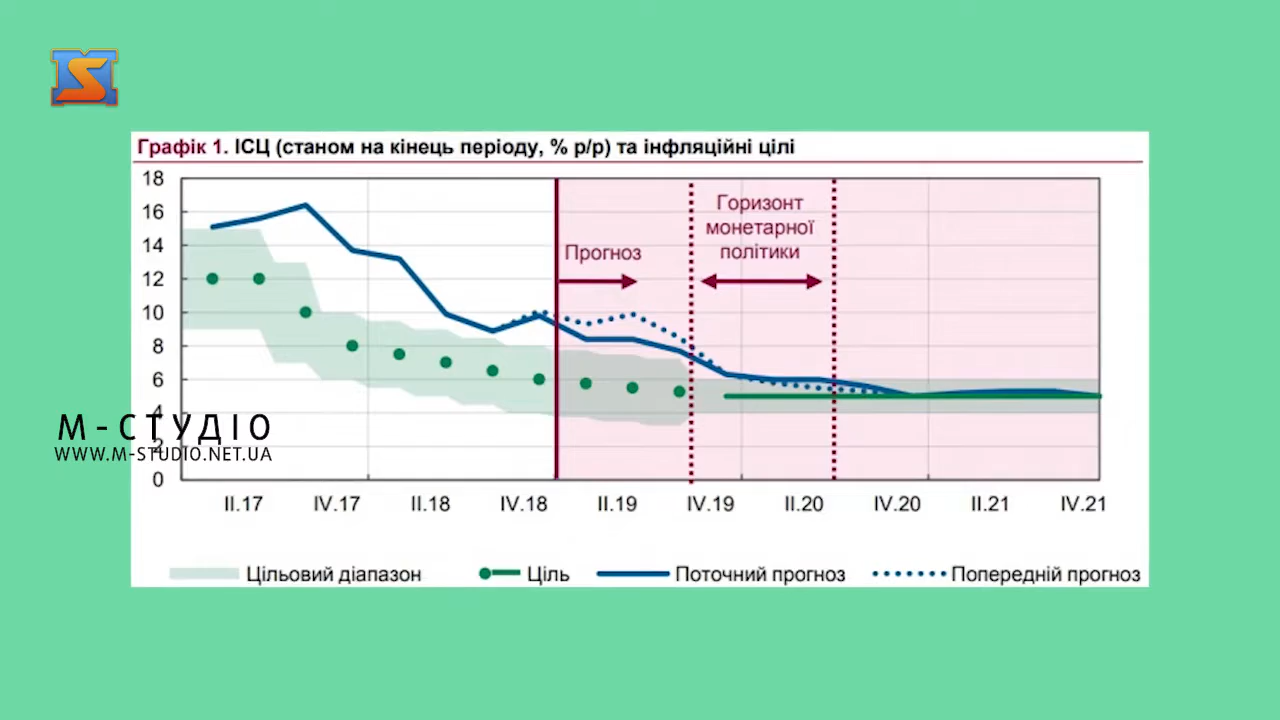 S
Графік 1. ІСЦ (станом на кінець періоду, % р/р) та інфляційні цілі
18
16
14
12
10
8
6
4
2
0
Прогноз
Горизонт
монетарної
політики
М-СТУДІО
WWW.M-STUDIO.NET.UA
II.17 IV.17 II.18 IV.18 II.19 IV.19 II.20 IV.20 II.21 IV.21
Цільовий діапазон Ціль Поточний прогноз Попередній прогноз